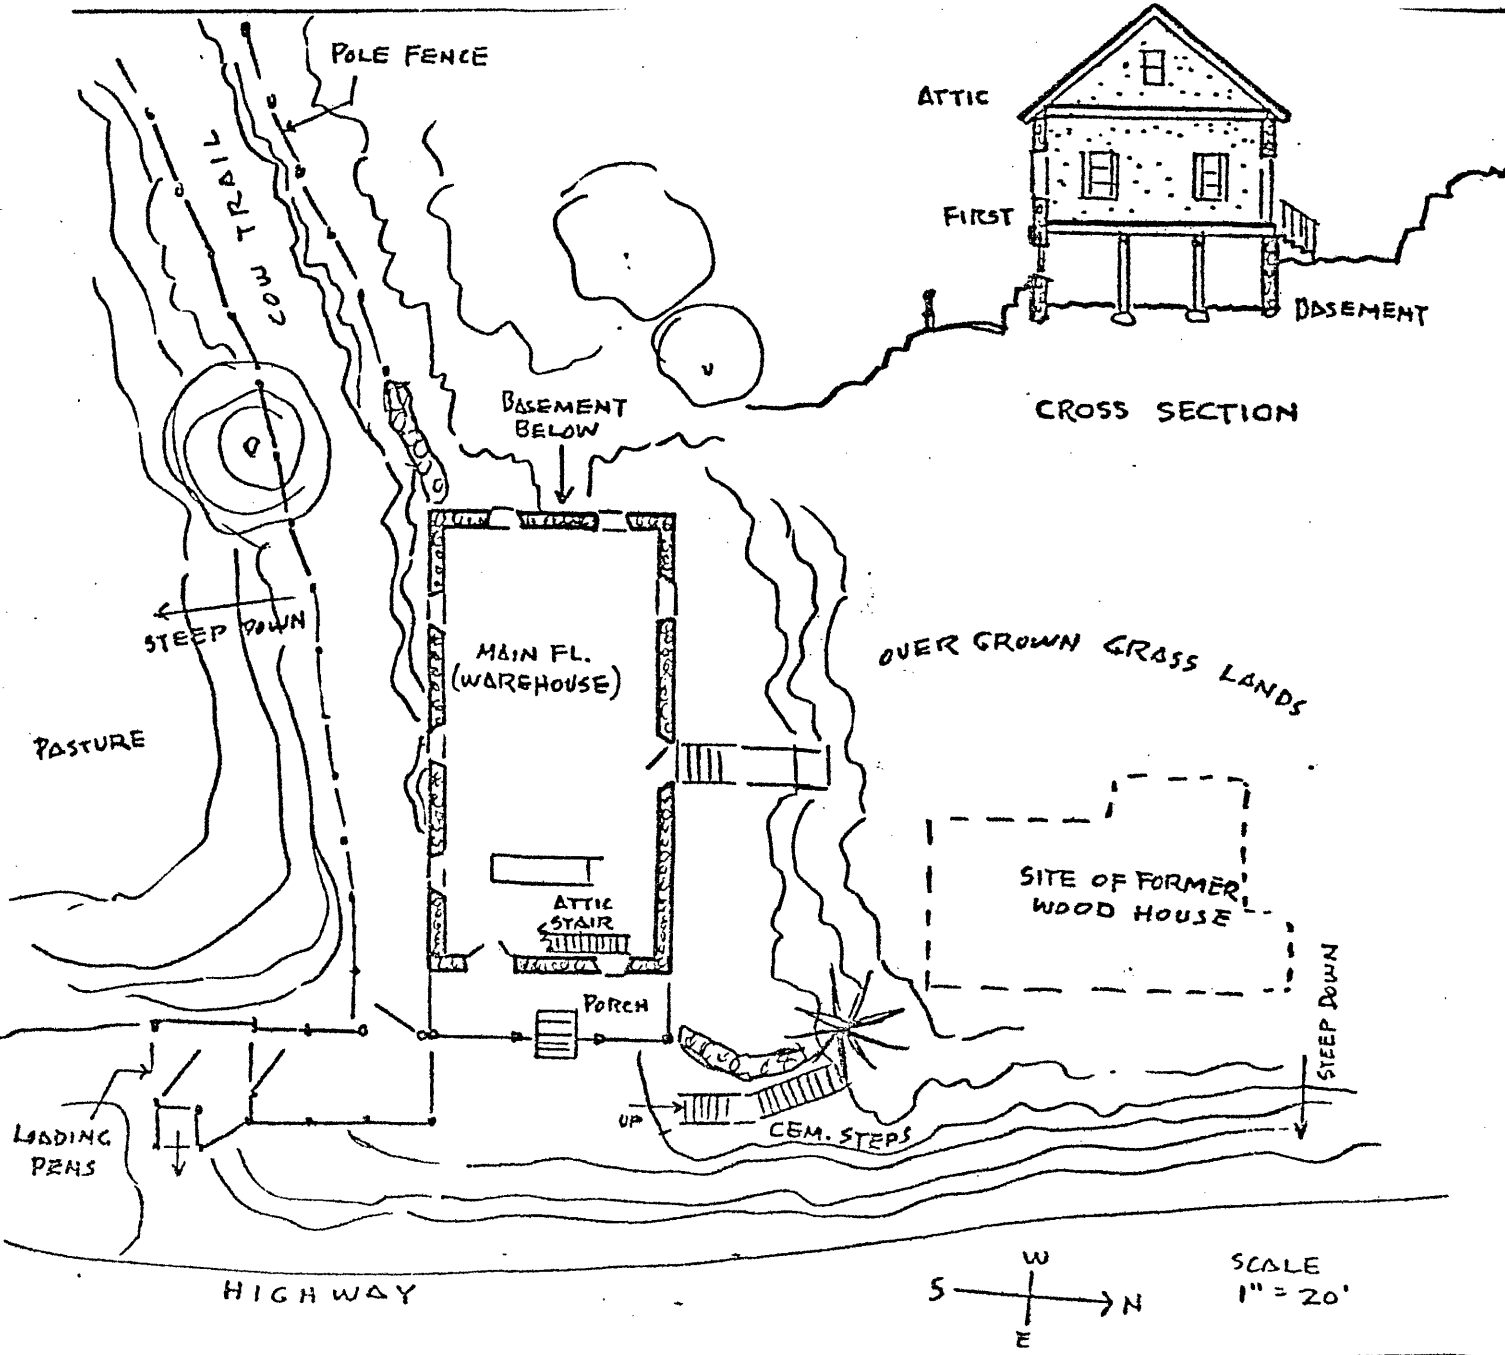 POLE FENCE
COW TRAIL
ATTIC
FIRST
BASEMENT
CROSS SECTION
BASEMENT
BELOW
STEEP DOWN
MAIN FL.
(WAREHOUSE)
OVER GROWN GRASS LANDS
PASTURE
SITE OF FORMER
WOOD HOUSE
ATTIC
STAIR
PORCH
STEEP DOWN
UP
CEM. STEPS
LOADING
PENS
HIGHWAY
W
S
N
E
SCALE
1" = 20'